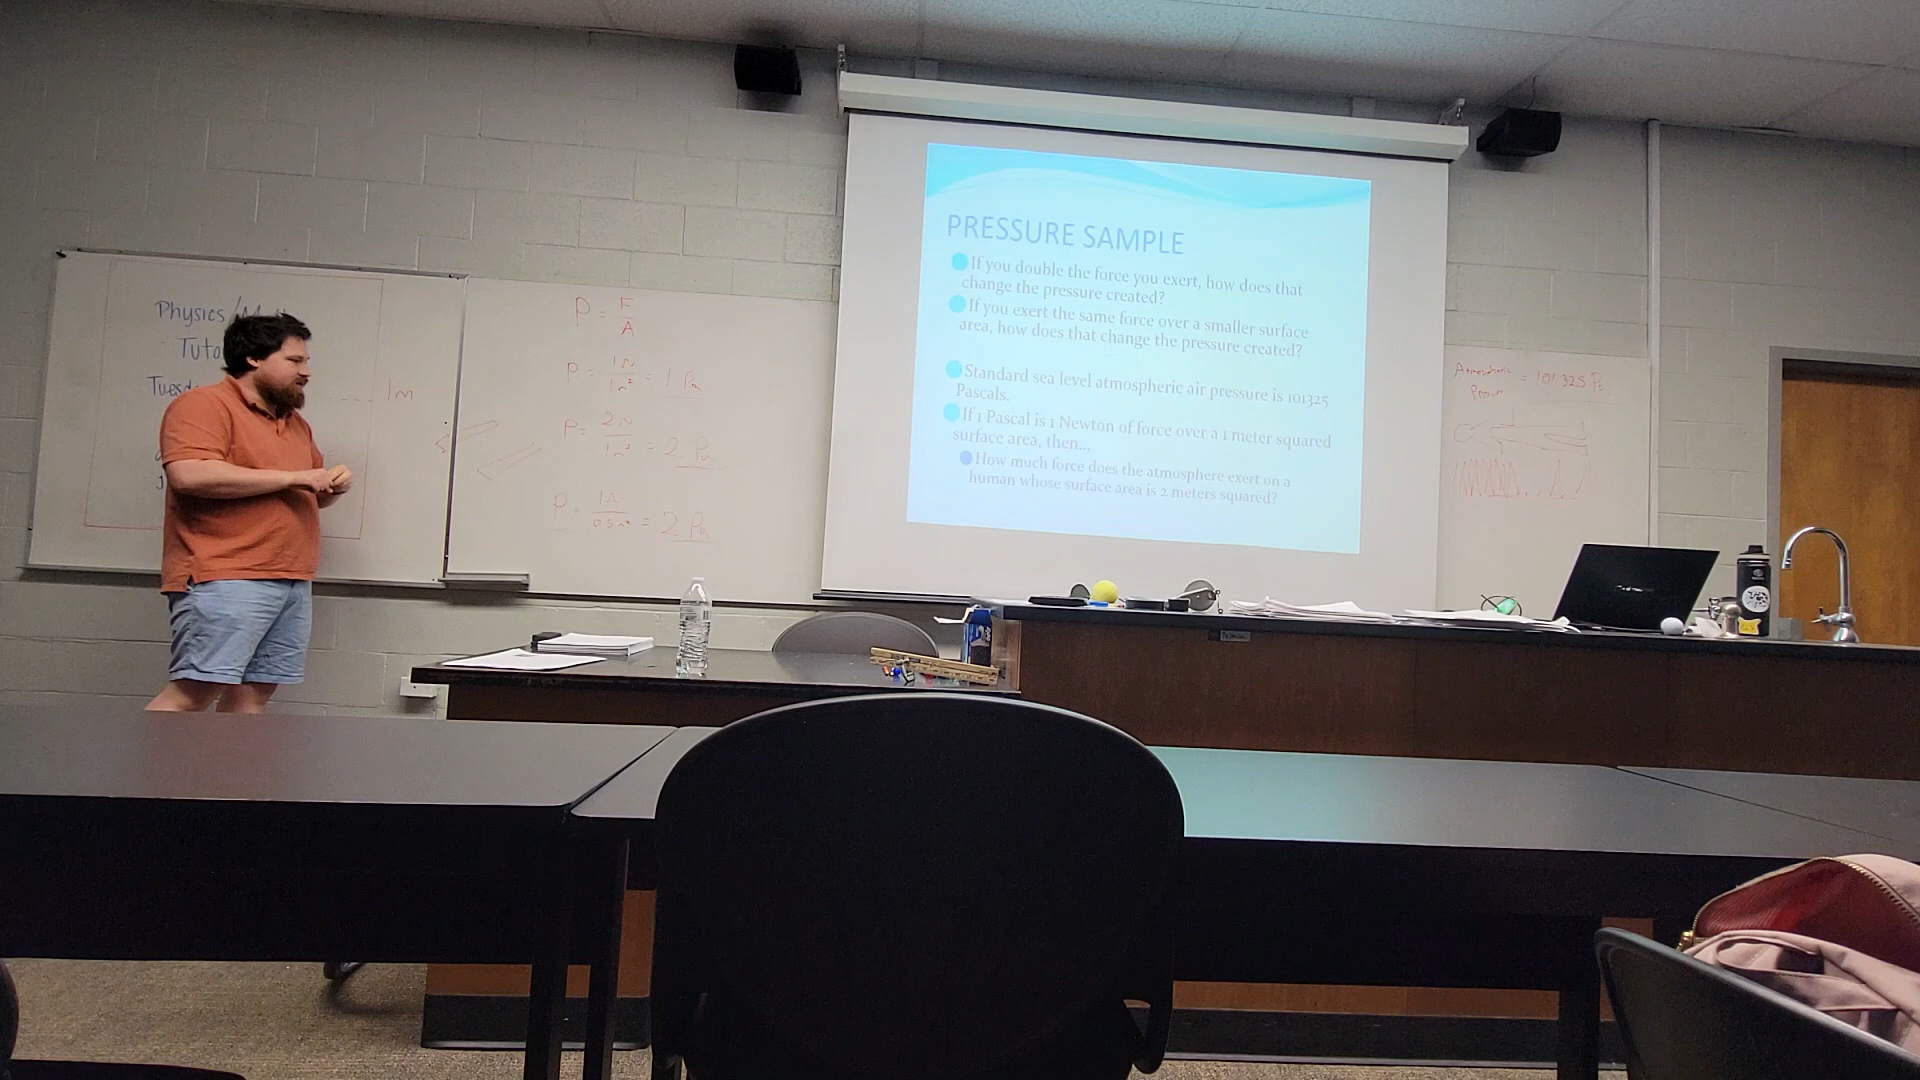 Physics
P = F/A
P = 1N/1m² = 1 Pa
P = 2N/1m² = 2 Pa
P = 1N/0.5m² = 2 Pa
1m
PRESSURE SAMPLE
If you double the force you exert, how does that
change the pressure created?
If you exert the same force over a smaller surface
area, how does that change the pressure created?
Standard sea level atmospheric air pressure is 101325
Pascals.
If 1 Pascal is 1 Newton of force over a 1 meter squared
surface area, then...
How much force does the atmosphere exert on a
human whose surface area is 2 meters squared?
Atmospheric = 101325 Pa